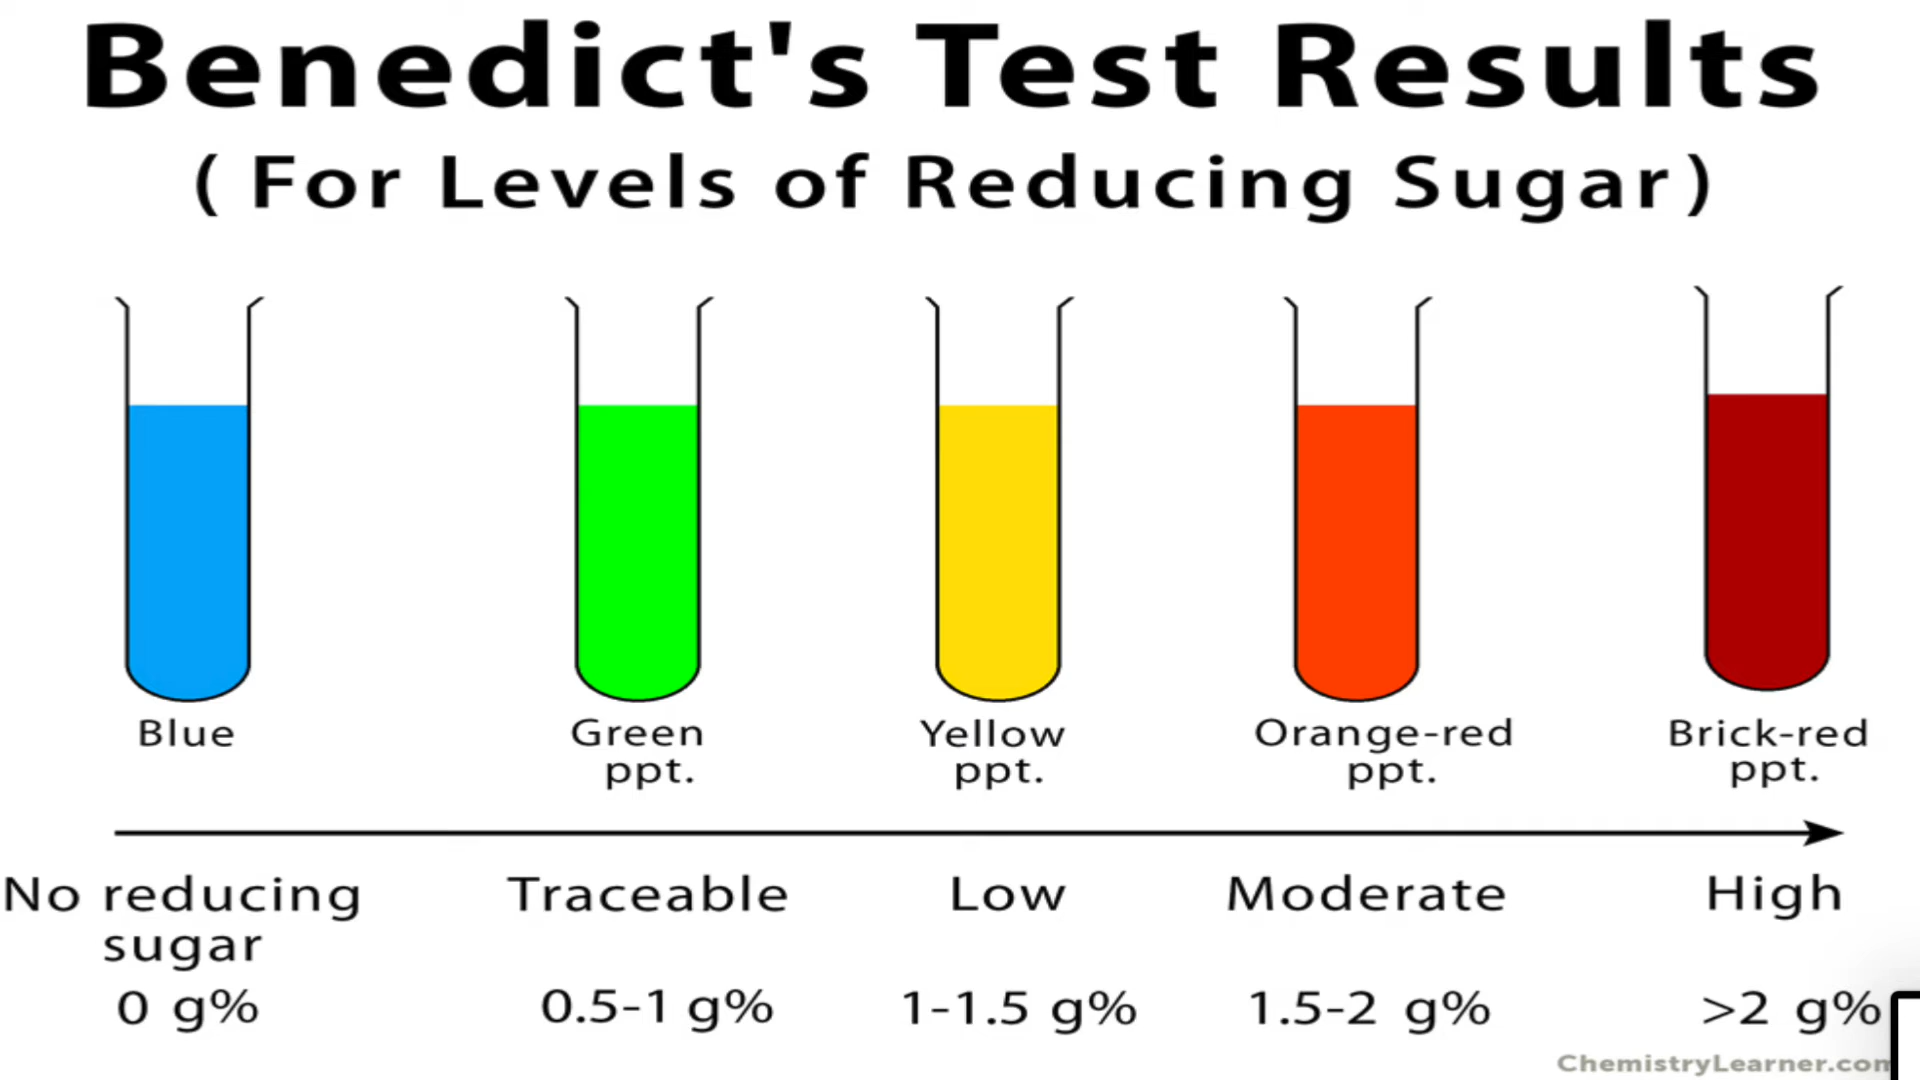 Benedict's Test Results
( For Levels of Reducing Sugar)
Blue
Green
ppt.
Yellow
ppt.
Orange-red
ppt.
Brick-red
ppt.
No reducing
sugar
Traceable
Low
Moderate
High
0 g%
0.5-1 g%
1-1.5 g%
1.5-2 g%
>2 g%
ChemistryLearner.com